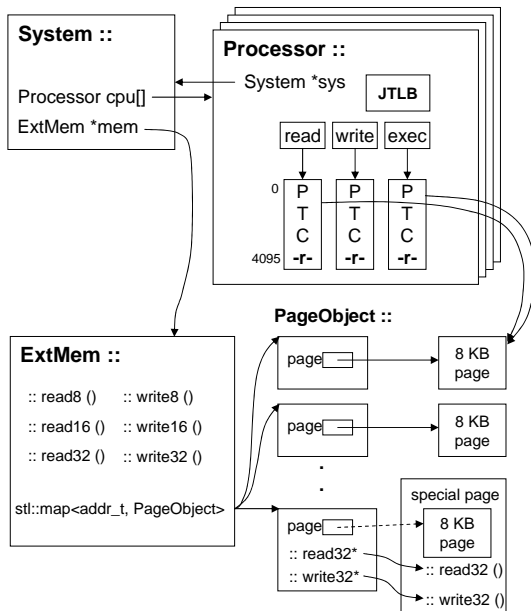 System ::
Processor cpu[]
ExtMem *mem
Processor ::
System *sys
JTLB
read write exec
0 P P P
T T T
C C C
4095 -r- -r- -r-
PageObject ::
ExtMem ::
:: read8 () :: write8 ()
:: read16 () :: write16 ()
:: read32 () :: write32 ()
stl::map<addr_t, PageObject>
page
8 KB
page
page
8 KB
page
.
.
.
special page
page
8 KB
page
:: read32*
:: write32*
:: read32 ()
:: write32 ()